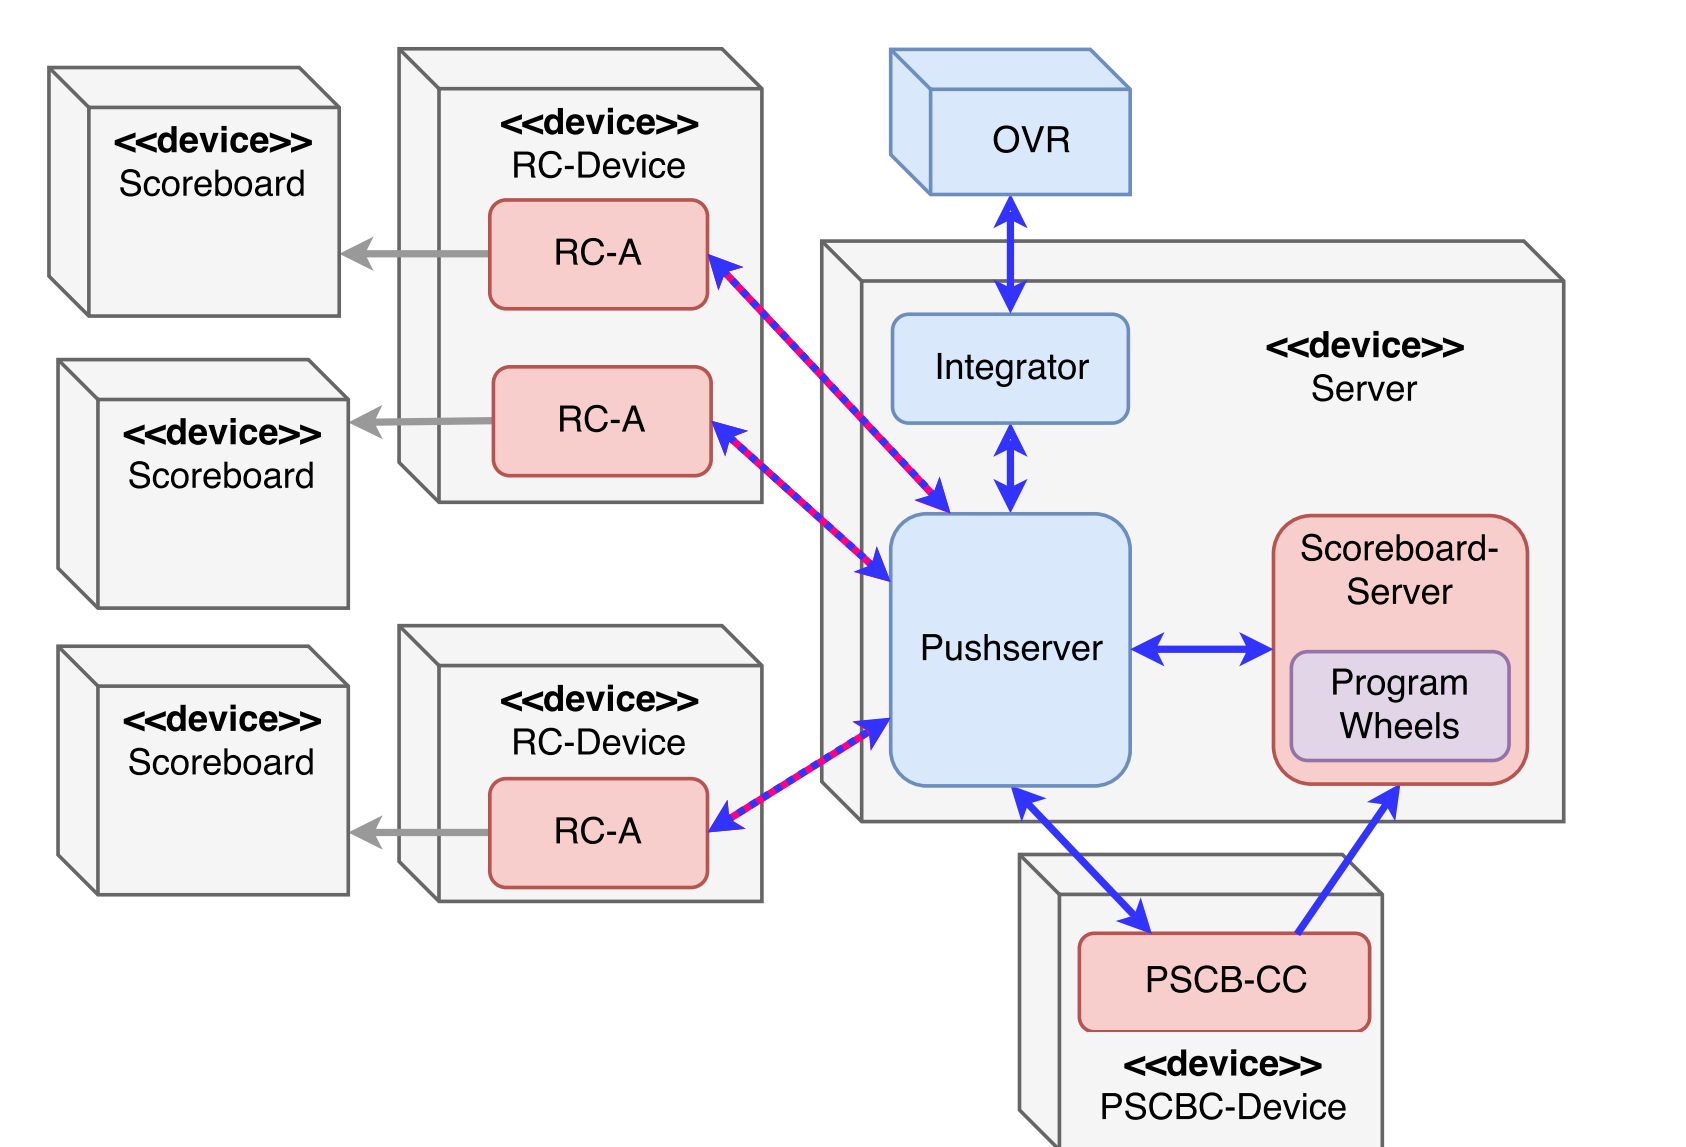 <<device>>
Scoreboard
<<device>>
RC-Device
RC-A
RC-A
<<device>>
Scoreboard
<<device>>
Scoreboard
<<device>>
RC-Device
RC-A
OVR
Integrator
<<device>>
Server
Pushserver
Scoreboard-
Server
Program
Wheels
PSCB-CC
<<device>>
PSCBC-Device